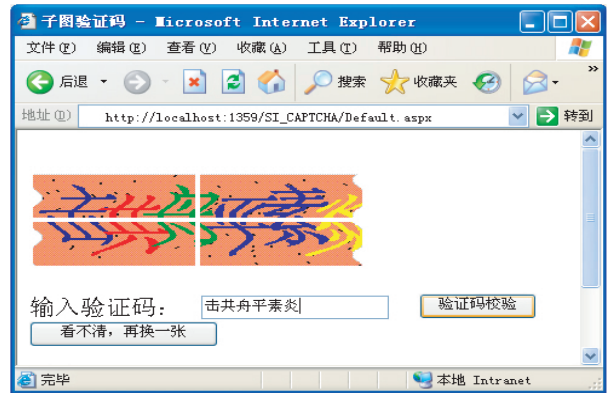 子图验证码 - Microsoft Internet Explorer
文件(F) 编辑(E) 查看(V) 收藏(A) 工具(T) 帮助(H)
后退 搜索 收藏夹 »
地址(D) http://localhost:1359/SI_CAPTCHA/Default.aspx 转到
输入验证码: 击共舟平素炎 验证码校验
看不清，再换一张
完毕 本地 Intranet